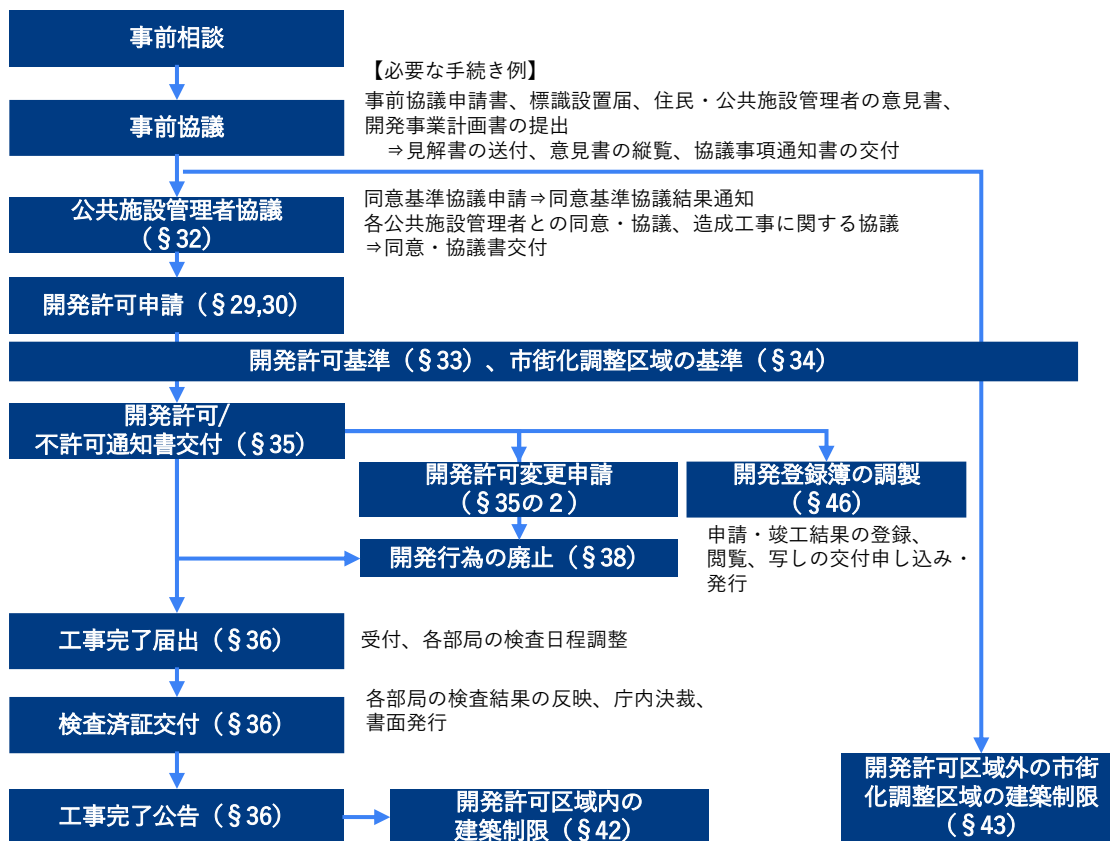 事前相談
【必要な手続き例】
事前協議
事前協議申請書、標識設置届、住民・公共施設管理者の意見書、
開発事業計画書の提出
⇒見解書の送付、意見書の縦覧、協議事項通知書の交付
公共施設管理者協議
（§32）
同意基準協議申請⇒同意基準協議結果通知
各公共施設管理者との同意・協議、造成工事に関する協議
⇒同意・協議書交付
開発許可申請（§29,30）
開発許可基準（§33）、市街化調整区域の基準（§34）
開発許可/
不許可通知書交付（§35）
開発許可変更申請
（§35の２）
開発登録簿の調製
（§46）
開発行為の廃止（§38）
申請・竣工結果の登録、
閲覧、写しの交付申し込み・
発行
工事完了届出（§36）
受付、各部局の検査日程調整
検査済証交付（§36）
各部局の検査結果の反映、庁内決裁、
書面発行
工事完了公告（§36）
開発許可区域内の
建築制限（§42）
開発許可区域外の市街
化調整区域の建築制限
（§43）